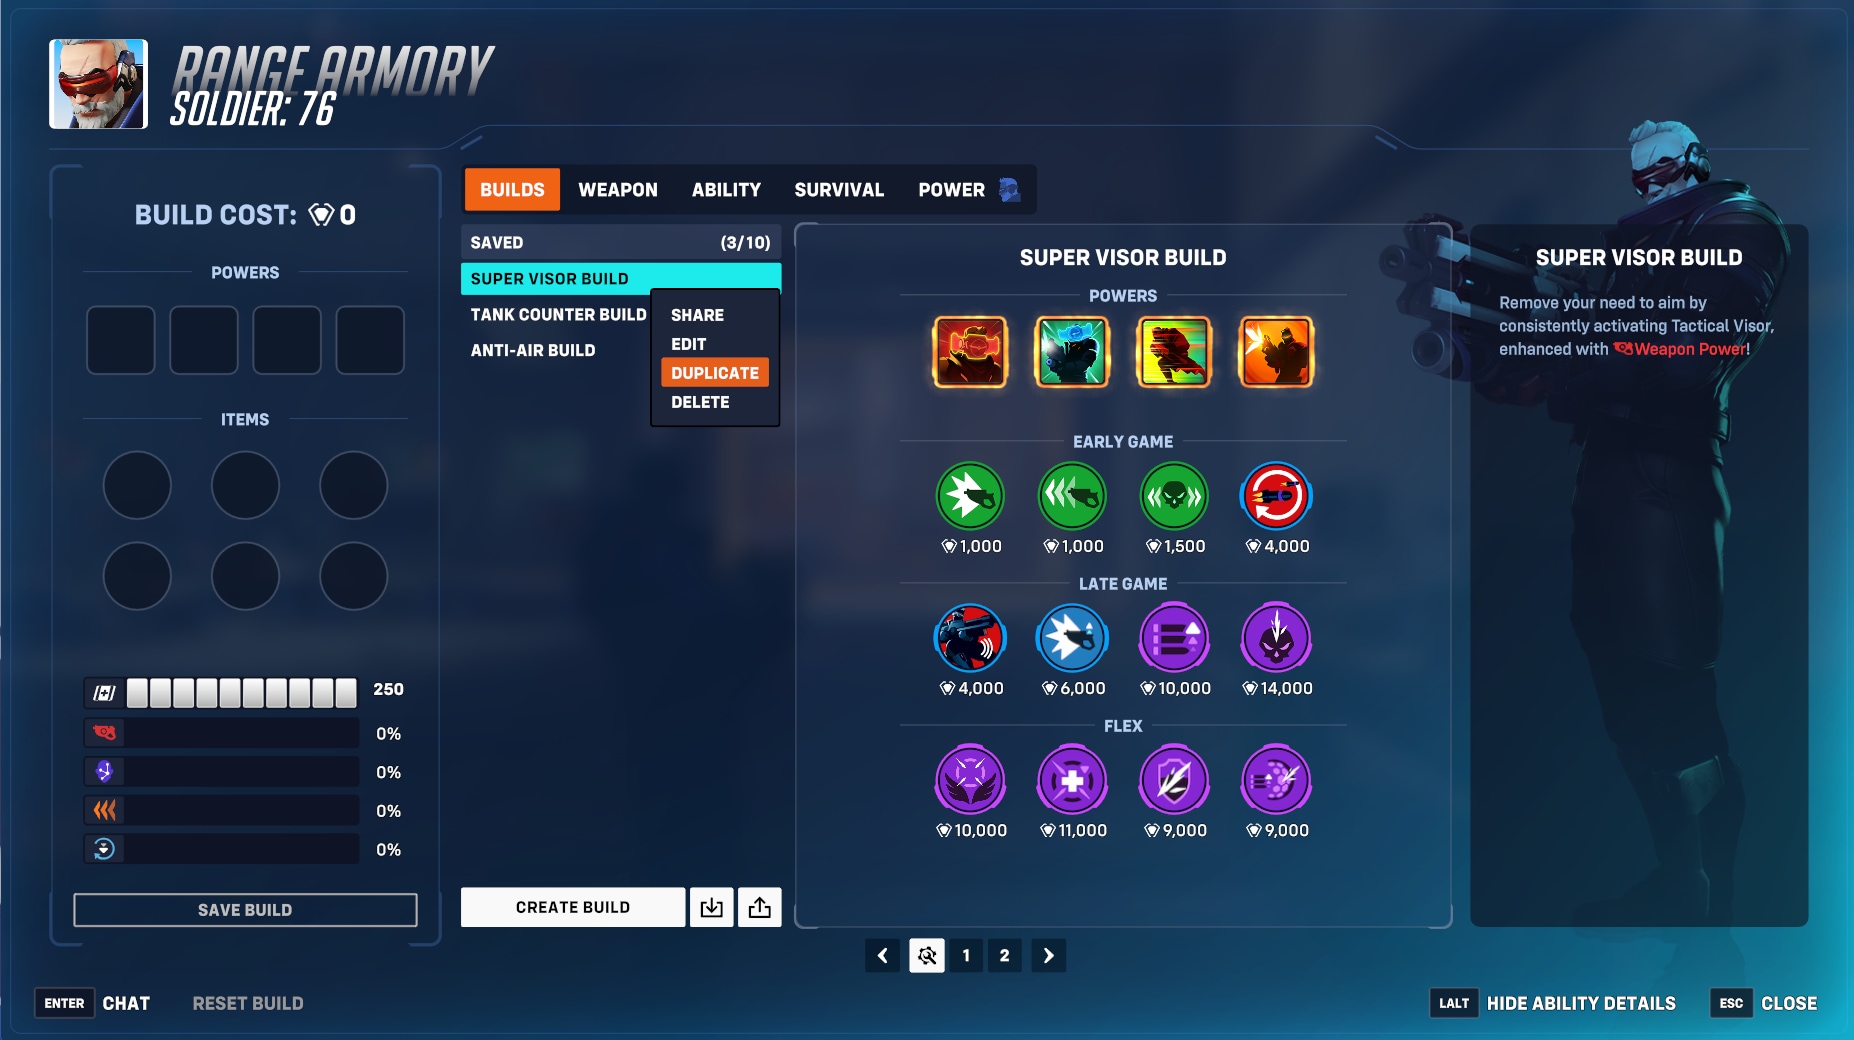 RANGE ARMORY
SOLDIER: 76
BUILD COST: 0
POWERS
ITEMS
250
0%
0%
0%
0%
SAVE BUILD
BUILDS WEAPON ABILITY SURVIVAL POWER
SAVED (3/10)
SUPER VISOR BUILD
TANK COUNTER BUILD
ANTI-AIR BUILD
SHARE
EDIT
DUPLICATE
DELETE
CREATE BUILD
SUPER VISOR BUILD
POWERS
EARLY GAME
1,000 1,000 1,500 4,000
LATE GAME
4,000 6,000 10,000 14,000
FLEX
10,000 11,000 9,000 9,000
1 2
SUPER VISOR BUILD
Remove your need to aim by
consistently activating Tactical Visor,
enhanced with Weapon Power!
ENTER CHAT RESET BUILD
LALT HIDE ABILITY DETAILS ESC CLOSE